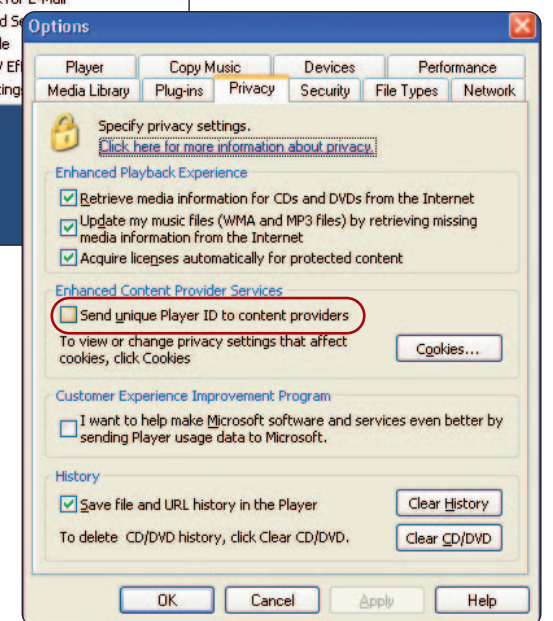 Options
Player Copy Music Devices Performance
Media Library Plug-ins Privacy Security File Types Network
Specify privacy settings.
Click here for more information about privacy.
Enhanced Playback Experience
Retrieve media information for CDs and DVDs from the Internet
Update my music files (WMA and MP3 files) by retrieving missing
media information from the Internet
Acquire licenses automatically for protected content
Enhanced Content Provider Services
Send unique Player ID to content providers
To view or change privacy settings that affect
cookies, click Cookies
Cookies...
Customer Experience Improvement Program
I want to help make Microsoft software and services even better by
sending Player usage data to Microsoft.
History
Save file and URL history in the Player
Clear History
To delete CD/DVD history, click Clear CD/DVD.
Clear CD/DVD
OK Cancel Apply Help